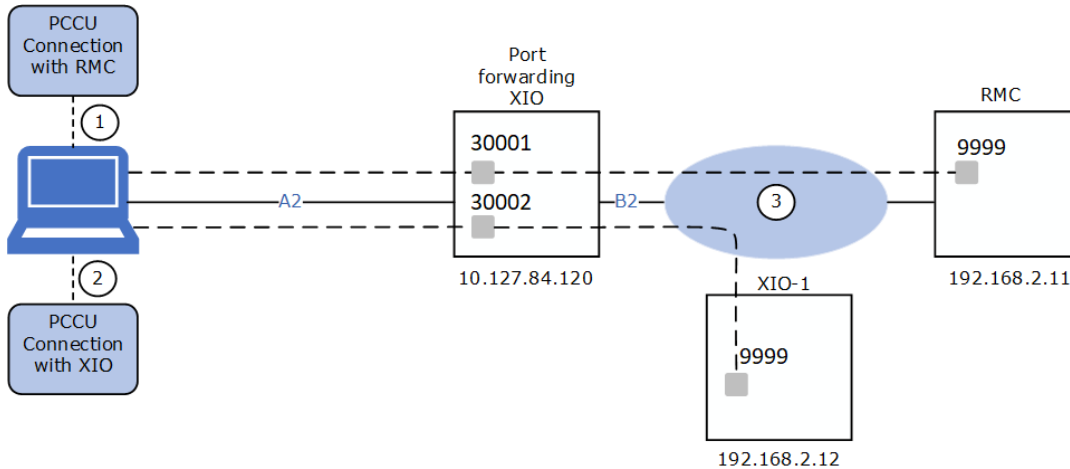 PCCU
Connection
with RMC
1
2
PCCU
Connection
with XIO
A2
Port
forwarding
XIO
30001
30002
10.127.84.120
B2
3
RMC
9999
192.168.2.11
XIO-1
9999
192.168.2.12